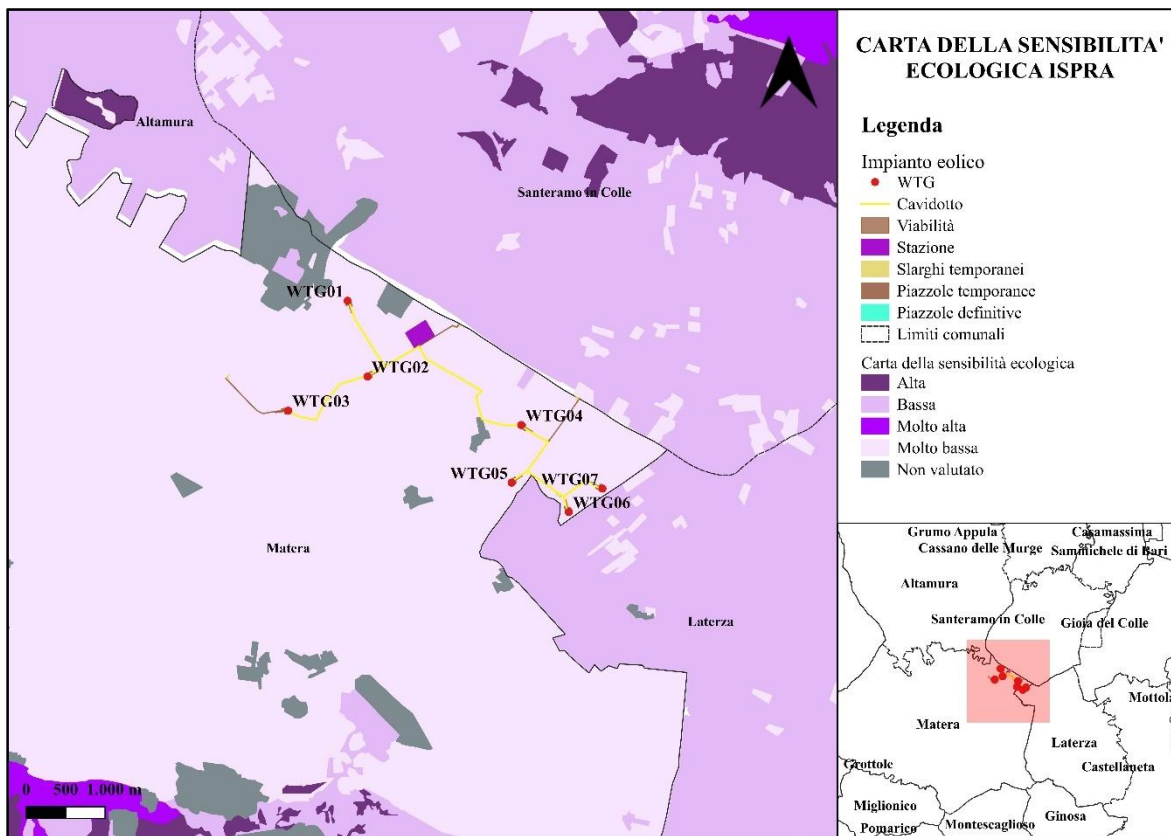 Altamura
Santeramo in Colle
WTG01
WTG02
WTG03
WTG04
WTG05
WTG07
WTG06
Matera
Laterza
0 500 1.000 m
CARTA DELLA SENSIBILITA'
ECOLOGICA ISPRA
Legenda
Impianto eolico
WTG
Cavidotto
Viabilità
Stazione
Slarghi temporanei
Piazzole temporanee
Piazzole definitive
Limiti comunali
Carta della sensibilità ecologica
Alta
Bassa
Molto alta
Molto bassa
Non valutato
Grumo Appula
Casamassima
Cassano delle Murge
Sammichele di Bari
Altamura
Santeramo in Colle
Gioia del Colle
Mottola
Matera
Laterza
Grottole
Castellaneta
Miglionico
Ginosa
Pomarico
Montescaglioso